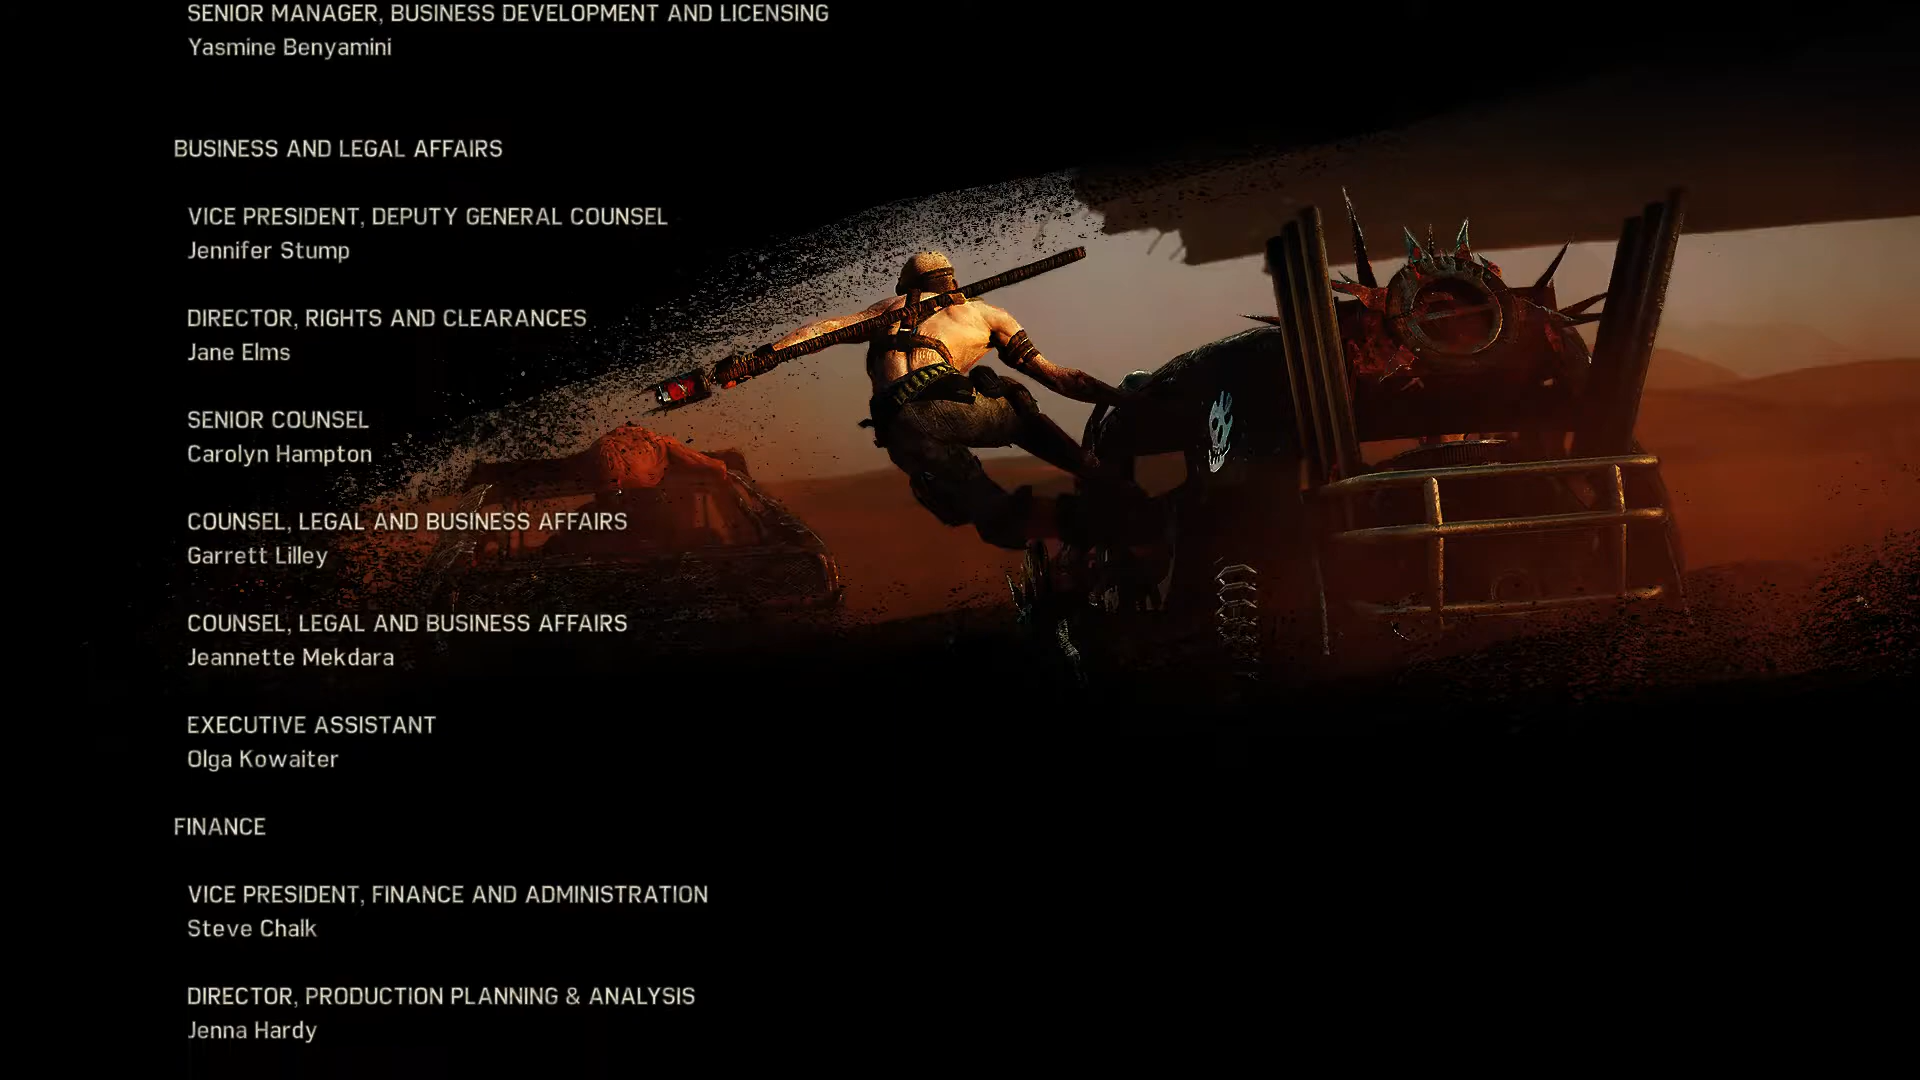 SENIOR MANAGER, BUSINESS DEVELOPMENT AND LICENSING
Yasmine Benyamini
BUSINESS AND LEGAL AFFAIRS
VICE PRESIDENT, DEPUTY GENERAL COUNSEL
Jennifer Stump
DIRECTOR, RIGHTS AND CLEARANCES
Jane Elms
SENIOR COUNSEL
Carolyn Hampton
COUNSEL, LEGAL AND BUSINESS AFFAIRS
Garrett Lilley
COUNSEL, LEGAL AND BUSINESS AFFAIRS
Jeannette Mekdara
EXECUTIVE ASSISTANT
Olga Kowaiter
FINANCE
VICE PRESIDENT, FINANCE AND ADMINISTRATION
Steve Chalk
DIRECTOR, PRODUCTION PLANNING & ANALYSIS
Jenna Hardy